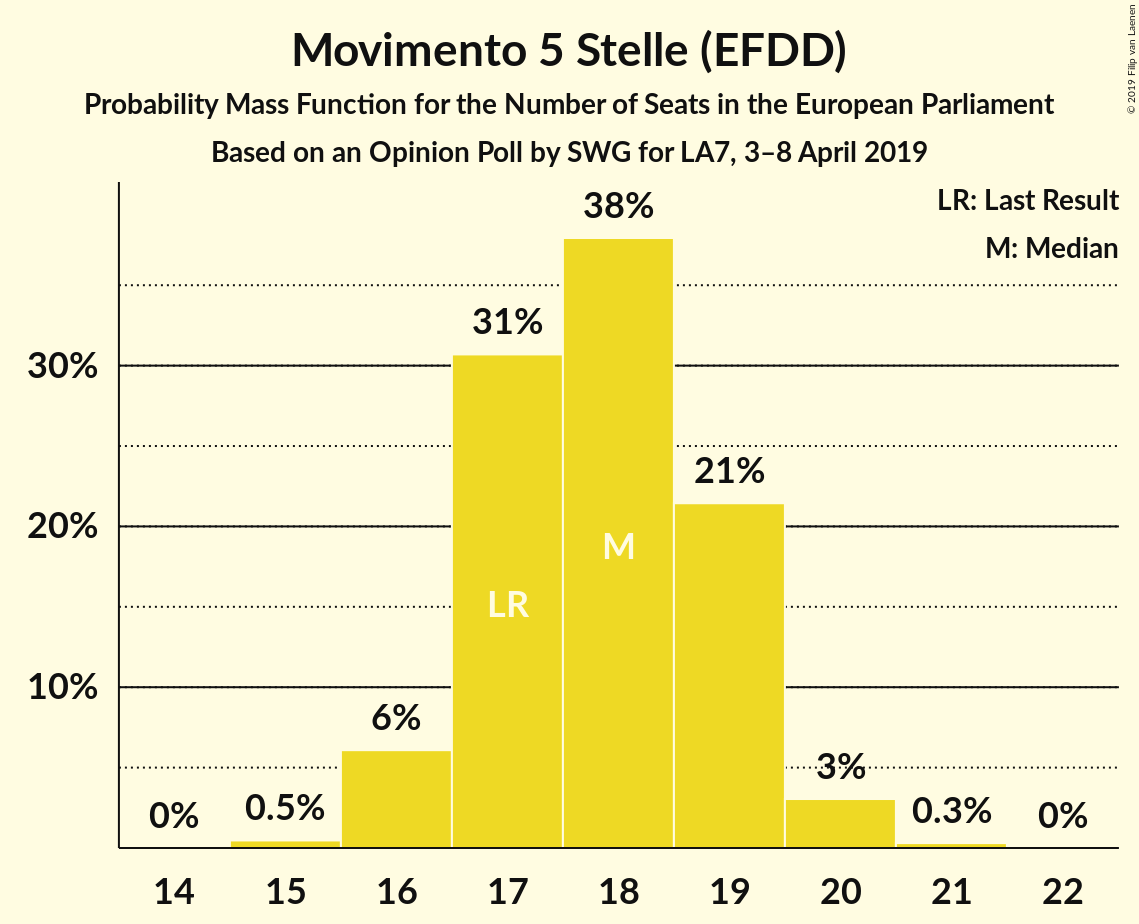 Movimento 5 Stelle (EFDD)
Probability Mass Function for the Number of Seats in the European Parliament
Based on an Opinion Poll by SWG for LA7, 3–8 April 2019
© 2019 Filip van Laenen
LR: Last Result
M: Median
38%
31%
30%
21%
20%
M
LR
10%
6%
3%
0%
0.5%
0.3%
0%
14 15 16 17 18 19 20 21 22